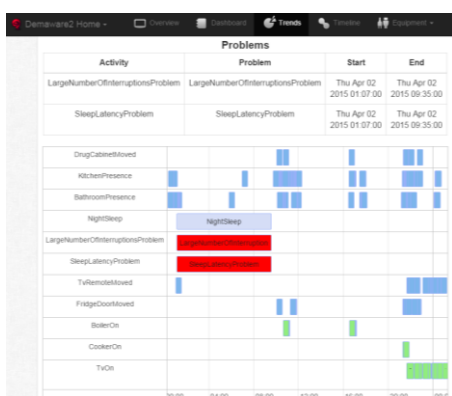 Demaware2 Home
Overview
Dashboard
Trends
Timeline
Equipment
Problems
Activity Problem Start End
LargeNumberOfInterruptionsProblem LargeNumberOfInterruptionsProblem Thu Apr 02 2015 01:07:00 Thu Apr 02 2015 09:35:00
SleepLatencyProblem SleepLatencyProblem Thu Apr 02 2015 01:07:00 Thu Apr 02 2015 09:35:00
DrugCabinetMoved
KitchenPresence
BathroomPresence
NightSleep NightSleep
LargeNumberOfInterruptionsProblem LargeNumberOfInterruption
SleepLatencyProblem SleepLatencyProblem
TvRemoteMoved
FridgeDoorMoved
BoilerOn
CookerOn
TvOn